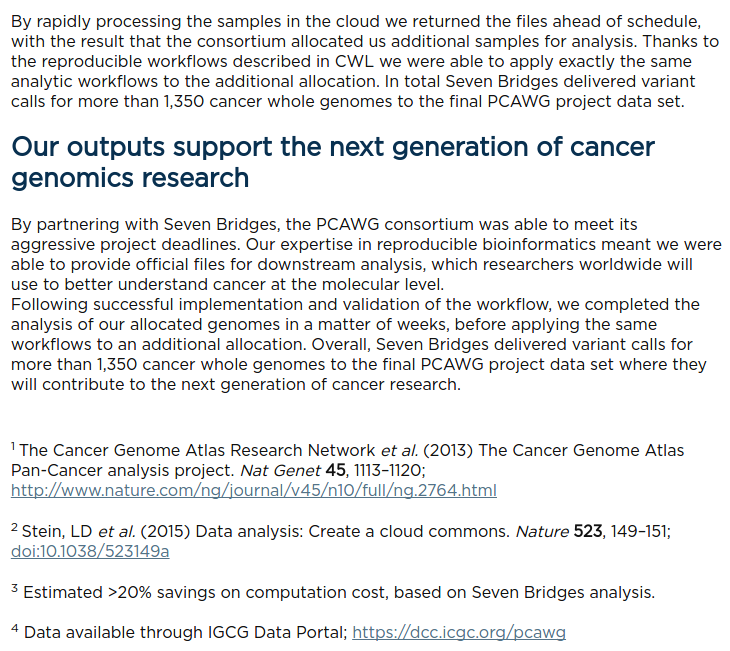 By rapidly processing the samples in the cloud we returned the files ahead of schedule,
with the result that the consortium allocated us additional samples for analysis. Thanks to
the reproducible workflows described in CWL we were able to apply exactly the same
analytic workflows to the additional allocation. In total Seven Bridges delivered variant
calls for more than 1,350 cancer whole genomes to the final PCAWG project data set.
Our outputs support the next generation of cancer
genomics research
By partnering with Seven Bridges, the PCAWG consortium was able to meet its
aggressive project deadlines. Our expertise in reproducible bioinformatics meant we were
able to provide official files for downstream analysis, which researchers worldwide will
use to better understand cancer at the molecular level.
Following successful implementation and validation of the workflow, we completed the
analysis of our allocated genomes in a matter of weeks, before applying the same
workflows to an additional allocation. Overall, Seven Bridges delivered variant calls for
more than 1,350 cancer whole genomes to the final PCAWG project data set where they
will contribute to the next generation of cancer research.
1 The Cancer Genome Atlas Research Network et al. (2013) The Cancer Genome Atlas
Pan-Cancer analysis project. Nat Genet 45, 1113–1120;
http://www.nature.com/ng/journal/v45/n10/full/ng.2764.html
2 Stein, LD et al. (2015) Data analysis: Create a cloud commons. Nature 523, 149–151;
doi:10.1038/523149a
3 Estimated >20% savings on computation cost, based on Seven Bridges analysis.
4 Data available through IGCG Data Portal; https://dcc.icgc.org/pcawg